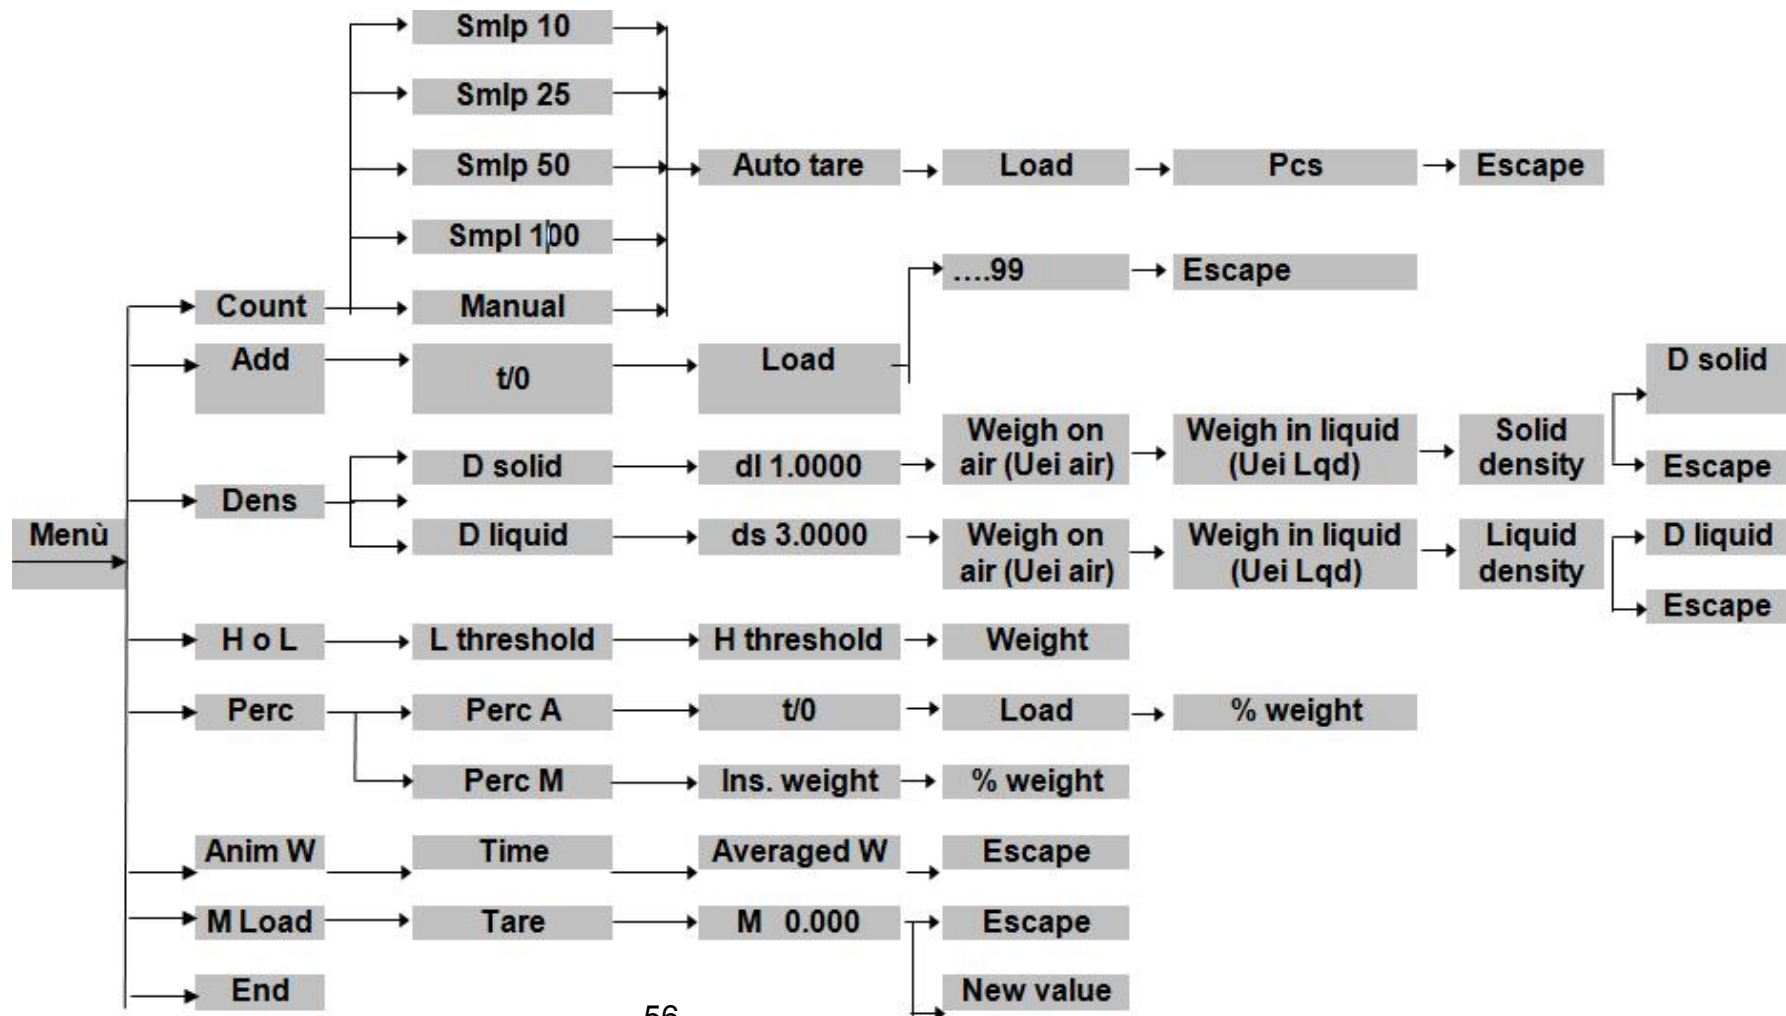 Smlp 10
Smlp 25
Smlp 50
Auto tare
Load
Pcs
Escape
Smpl 100
....99
Escape
Count
Manual
Add
t/0
Load
D solid
Dens
D solid
dl 1.0000
Weigh on
air (Uei air)
Weigh in liquid
(Uei Lqd)
Solid
density
Escape
Menù
D liquid
ds 3.0000
Weigh on
air (Uei air)
Weigh in liquid
(Uei Lqd)
Liquid
density
D liquid
Escape
H o L
L threshold
H threshold
Weight
Perc
Perc A
t/0
Load
% weight
Perc M
Ins. weight
% weight
Anim W
Time
Averaged W
Escape
M Load
Tare
M 0.000
Escape
End
New value
56